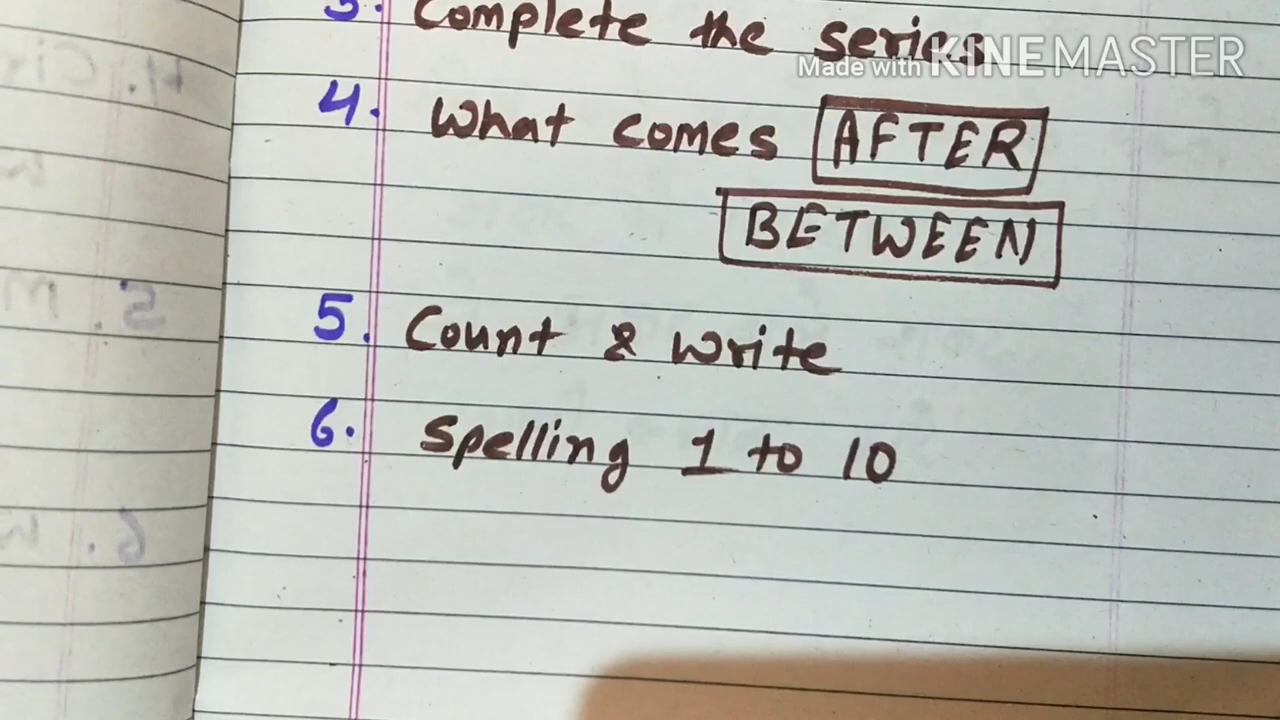 3. Complete the series
Made with KINEMASTER
4. What comes AFTER
BETWEEN
5. Count & Write
6. Spelling 1 to 10